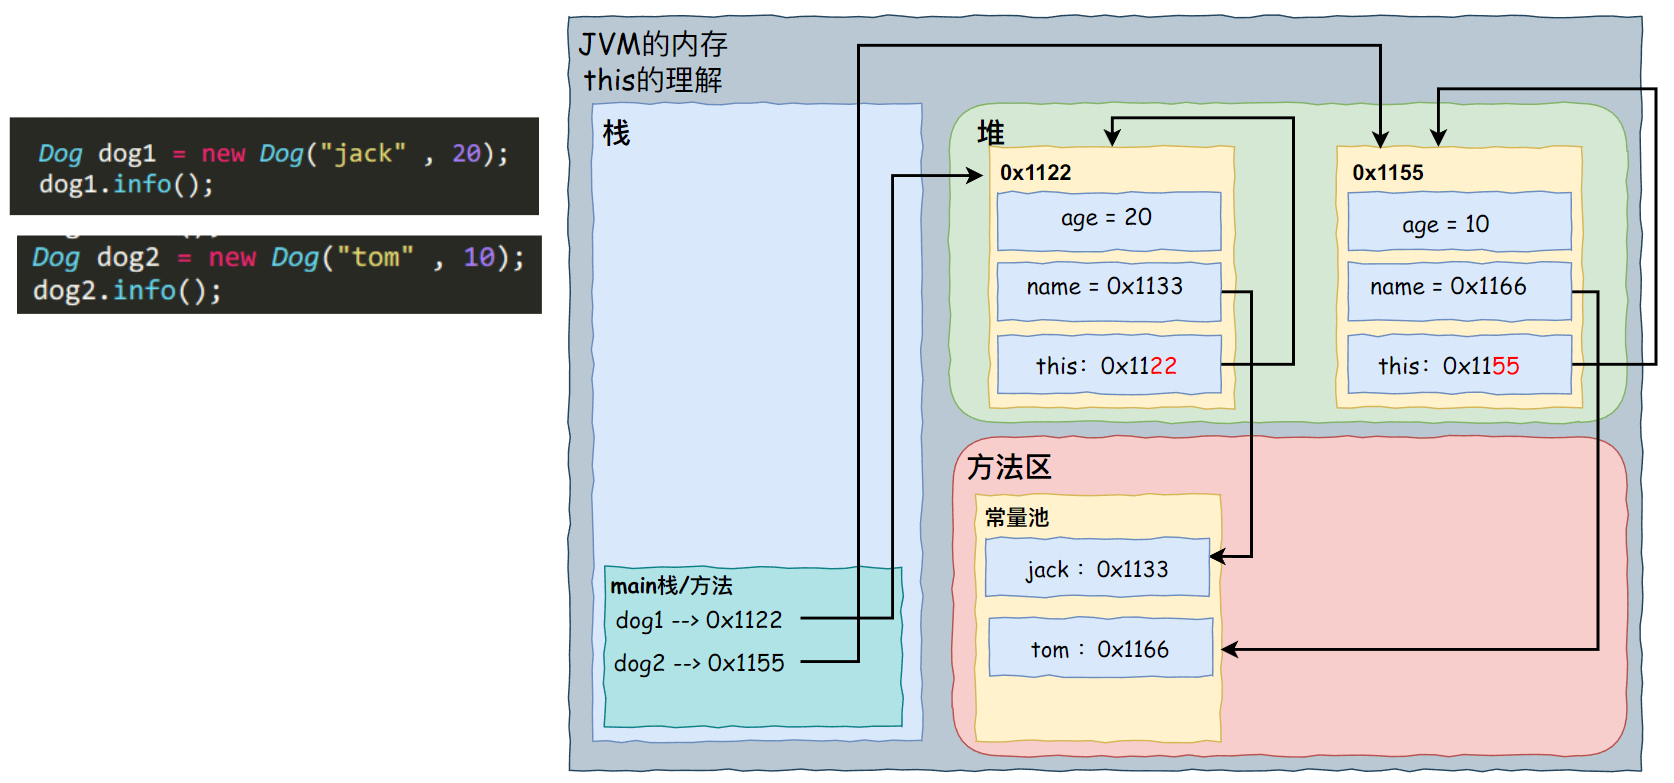 Dog dog1 = new Dog("jack" , 20);
dog1.info();
Dog dog2 = new Dog("tom" , 10);
dog2.info();
JVM的内存
this的理解
栈
main栈/方法
dog1 --> 0x1122
dog2 --> 0x1155
堆
0x1122
age = 20
name = 0x1133
this：0x1122
0x1155
age = 10
name = 0x1166
this：0x1155
方法区
常量池
jack：0x1133
tom：0x1166